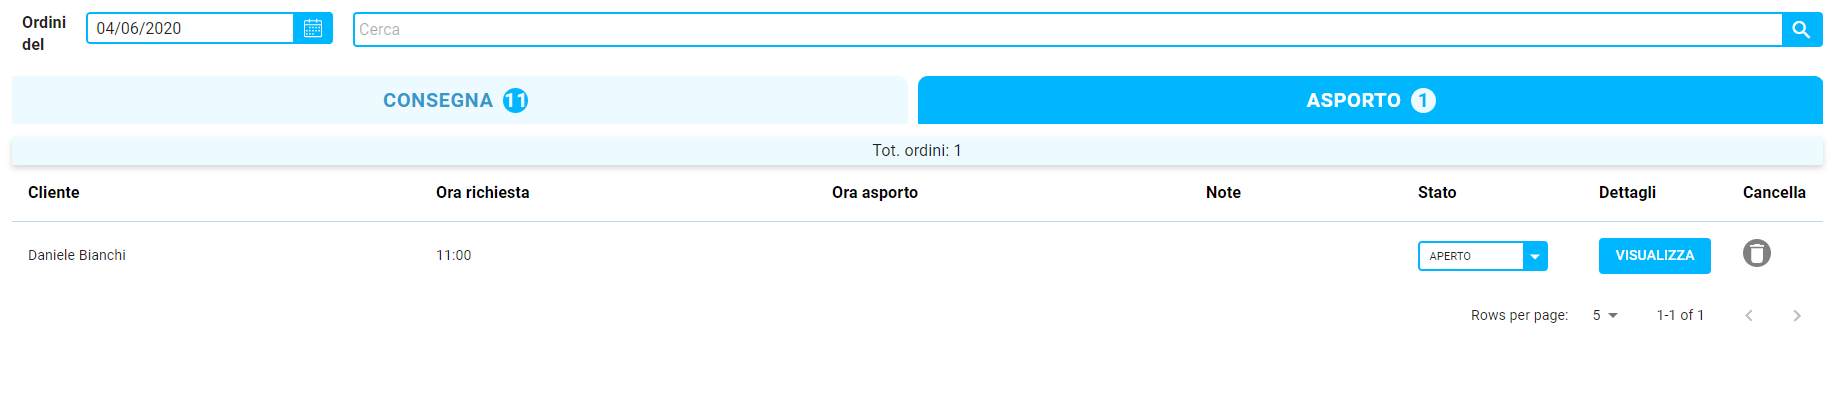 Ordini del
04/06/2020
Cerca
CONSEGNA 11
ASPORTO 1
Tot. ordini: 1
Cliente Ora richiesta Ora asporto Note Stato Dettagli Cancella
Daniele Bianchi 11:00 APERTO VISUALIZZA
Rows per page: 5 1-1 of 1